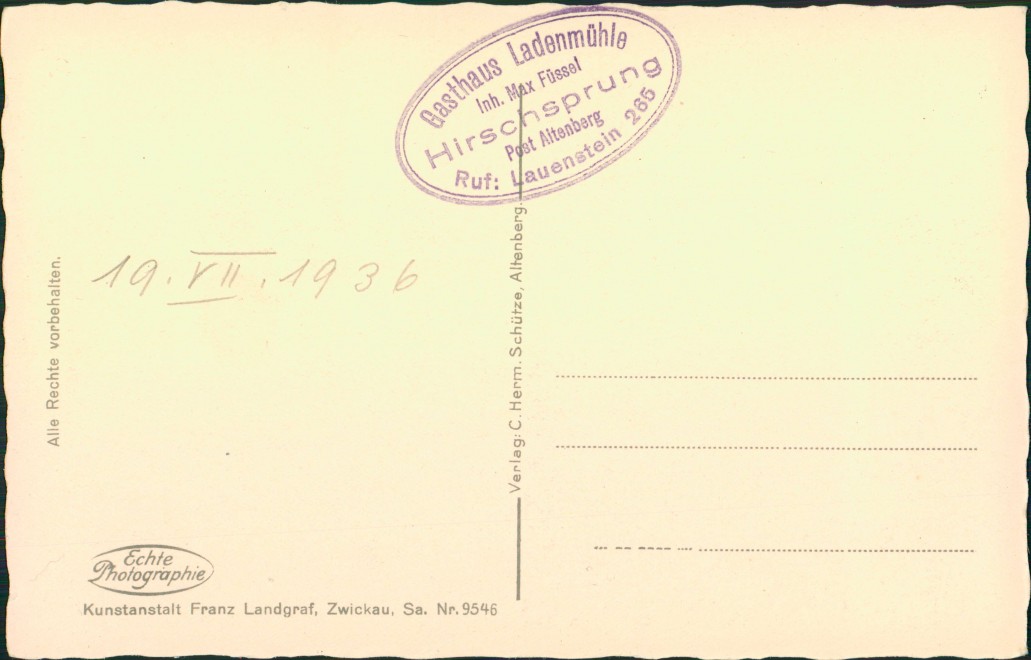 Gasthaus Ladenmühle
Inh. Max Füssel
Hirschsprung
Post Altenberg
Ruf: Lauenstein 265
19. VII. 1936
Alle Rechte vorbehalten.
Verlag: C. Herm. Schütze, Altenberg.
Echte
Photographie
Kunstanstalt Franz Landgraf, Zwickau, Sa. Nr. 9546